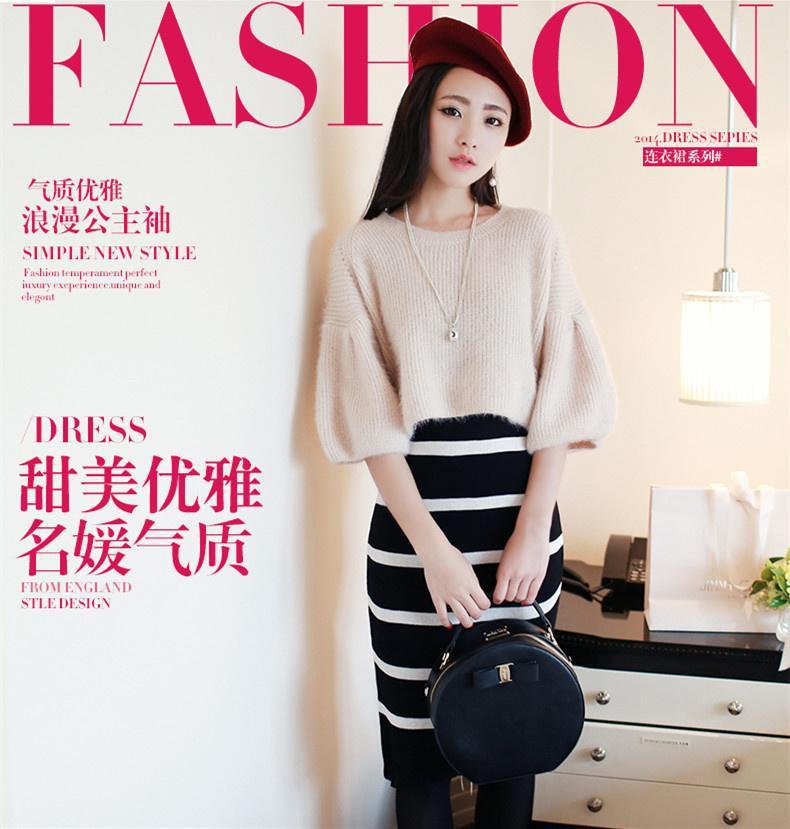 FASHION
2014.DRESS SEPIES
连衣裙系列#
气质优雅
浪漫公主袖
SIMPLE NEW STYLE
Fashion temperament perfect
iuxury exeperience.unique and
elegont
/DRESS
甜美优雅
名媛气质
FROM ENGLAND
STLE DESIGN